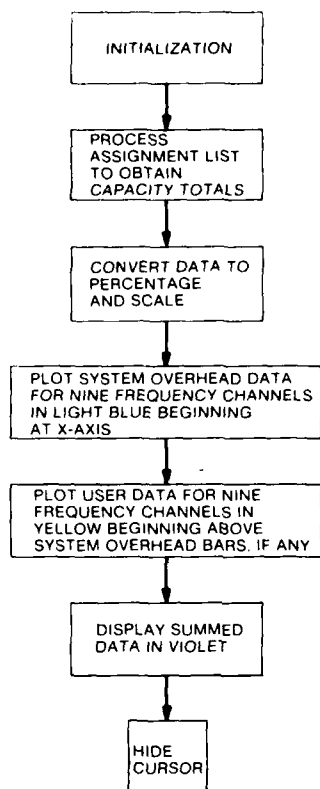 INITIALIZATION
PROCESS
ASSIGNMENT LIST
TO OBTAIN
CAPACITY TOTALS
CONVERT DATA TO
PERCENTAGE
AND SCALE
PLOT SYSTEM OVERHEAD DATA
FOR NINE FREQUENCY CHANNELS
IN LIGHT BLUE BEGINNING
AT X-AXIS
PLOT USER DATA FOR NINE
FREQUENCY CHANNELS IN
YELLOW BEGINNING ABOVE
SYSTEM OVERHEAD BARS, IF ANY
DISPLAY SUMMED
DATA IN VIOLET
HIDE
CURSOR